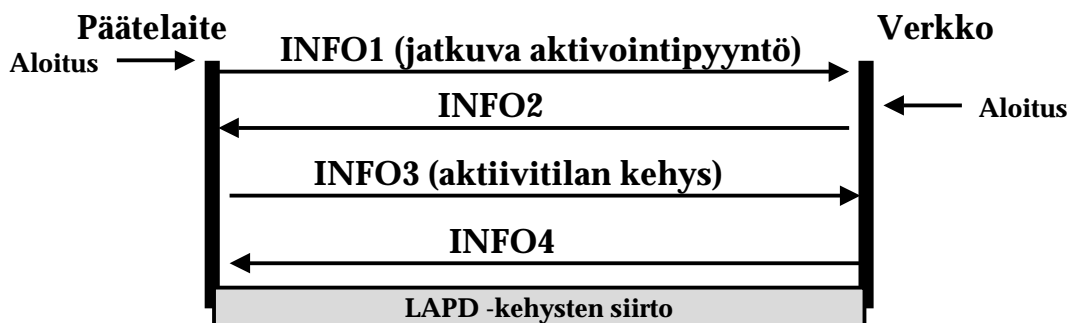 Päätelaite
Verkko
Aloitus
INFO1 (jatkuva aktivointipyyntö)
INFO2
Aloitus
INFO3 (aktiivitilan kehys)
INFO4
LAPD -kehysten siirto